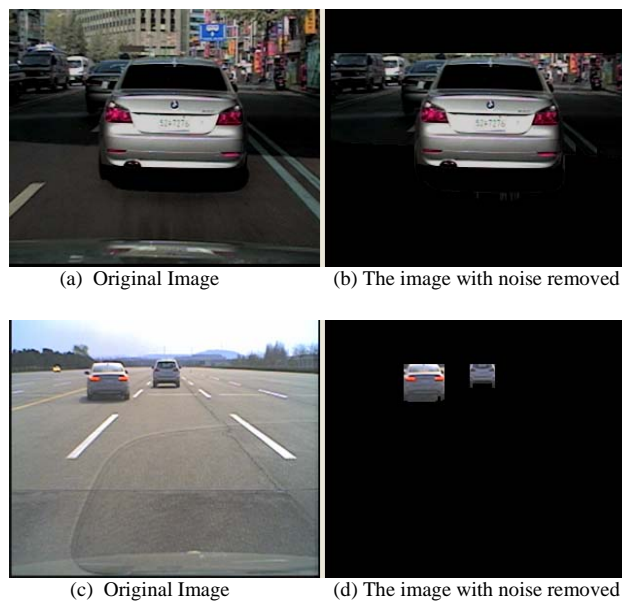 (a) Original Image
(b) The image with noise removed
(c) Original Image
(d) The image with noise removed